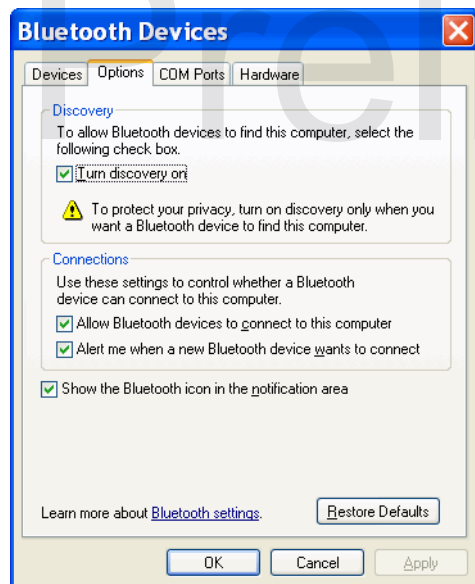 Bluetooth Devices
Devices Options COM Ports Hardware
Discovery
To allow Bluetooth devices to find this computer, select the
following check box.
Turn discovery on
To protect your privacy, turn on discovery only when you
want a Bluetooth device to find this computer.
Connections
Use these settings to control whether a Bluetooth
device can connect to this computer.
Allow Bluetooth devices to connect to this computer
Alert me when a new Bluetooth device wants to connect
Show the Bluetooth icon in the notification area
Learn more about Bluetooth settings. Restore Defaults
OK Cancel Apply